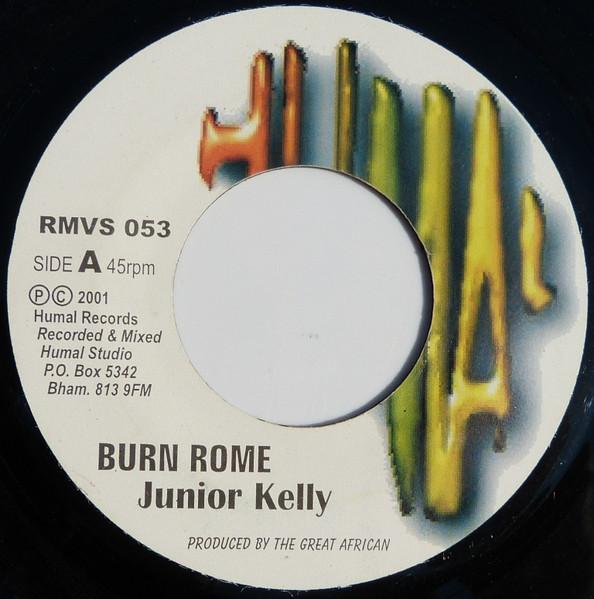 RMVS 053
SIDE A 45rpm
Ⓟ© 2001
Humal Records
Recorded & Mixed
Humal Studio
P.O. Box 5342
Bham. 813 9FM
BURN ROME
Junior Kelly
PRODUCED BY THE GREAT AFRICAN